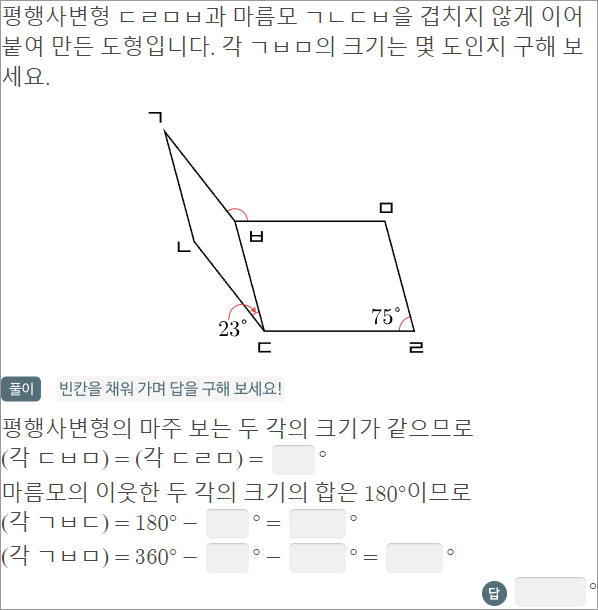 평행사변형 ㄷㄹㅁㅂ과 마름모 ㄱㄴㄷㅂ을 겹치지 않게 이어
붙여 만든 도형입니다. 각 ㄱㅂㅁ의 크기는 몇 도인지 구해 보
세요.
ㄱ
ㅁ
ㅂ
ㄴ
75°
23°
ㄷ
ㄹ
풀이 빈칸을 채워 가며 답을 구해 보세요!
평행사변형의 마주 보는 두 각의 크기가 같으므로
(각 ㄷㅂㅁ) = (각 ㄷㄹㅁ) = °
마름모의 이웃한 두 각의 크기의 합은 180°이므로
(각 ㄱㅂㄷ) = 180° − ° = °
(각 ㄱㅂㅁ) = 360° − ° − ° = °
답 °